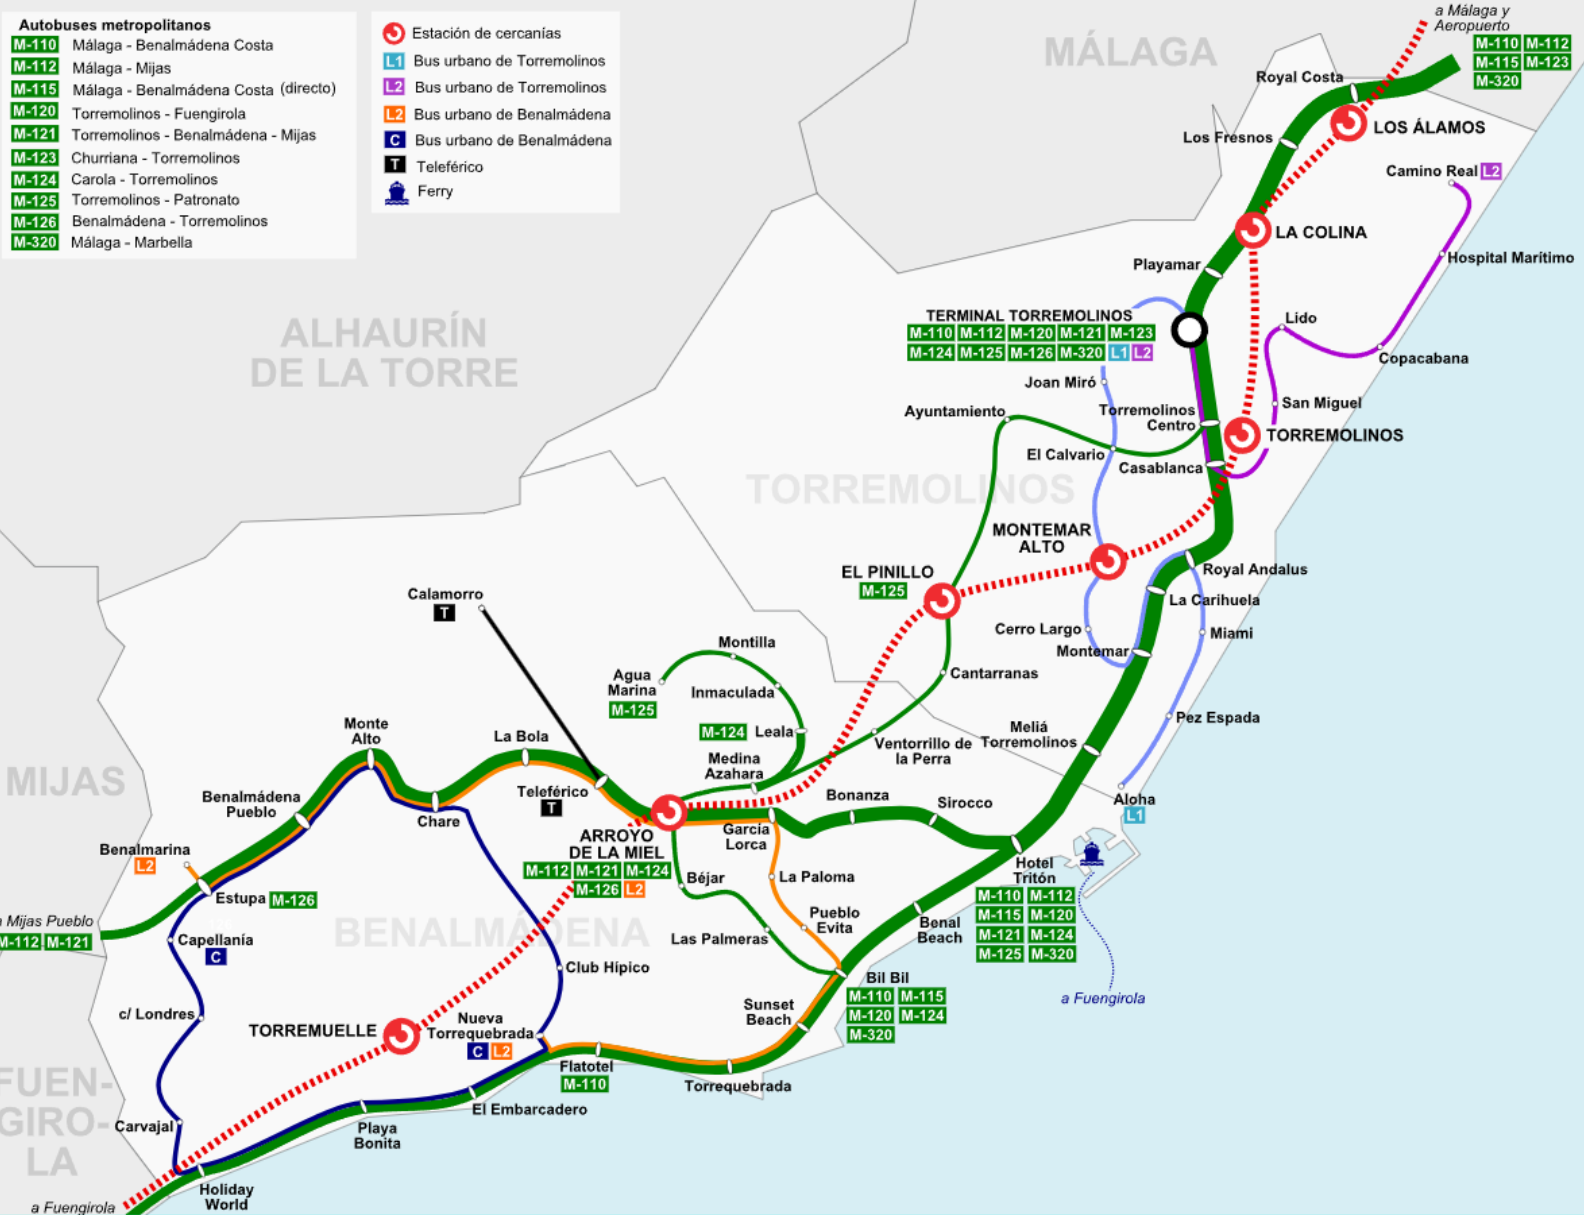 Autobuses metropolitanos
M-110 Málaga - Benalmádena Costa
M-112 Málaga - Mijas
M-115 Málaga - Benalmádena Costa (directo)
M-120 Torremolinos - Fuengirola
M-121 Torremolinos - Benalmádena - Mijas
M-123 Churriana - Torremolinos
M-124 Carola - Torremolinos
M-125 Torremolinos - Patronato
M-126 Benalmádena - Torremolinos
M-320 Málaga - Marbella
Estación de cercanías
L1 Bus urbano de Torremolinos
L2 Bus urbano de Torremolinos
L2 Bus urbano de Benalmádena
C Bus urbano de Benalmádena
T Teleférico
Ferry
a Málaga y
Aeropuerto
M-110 M-112
M-115 M-123
M-320
MÁLAGA
Royal Costa
LOS ÁLAMOS
Los Fresnos
Camino Real L2
LA COLINA
Hospital Marítimo
Playamar
TERMINAL TORREMOLINOS
M-110 M-112 M-120 M-121 M-123
M-124 M-125 M-126 M-320 L1 L2
Lido
Copacabana
ALHAURÍN
DE LA TORRE
Joan Miró
San Miguel
Ayuntamiento
Torremolinos
Centro
TORREMOLINOS
El Calvario
Casablanca
TORREMOLINOS
MONTEMAR
ALTO
EL PINILLO
M-125
Royal Andalus
La Carihuela
Calamorro
T
Cerro Largo
Miami
Montemar
Montilla
Agua
Marina
M-125
Inmaculada
Cantarranas
Pez Espada
M-124 Leala
Meliá
Torremolinos
Ventorrillo de
la Perra
Medina
Azahara
Monte
Alto
La Bola
MIJAS
Teleférico
T
Benalmádena
Pueblo
Chare
Bonanza
Sirocco
Aloha
L1
García
Lorca
ARROYO
DE LA MIEL
M-112 M-121 M-124
M-126 L2
Benalmarina
L2
Hotel
Tritón
M-110 M-112
M-115 M-120
M-121 M-124
M-125 M-320
Béjar
La Paloma
Estupa M-126
a Mijas Pueblo
M-112 M-121
BENALMÁDENA
Pueblo
Evita
Benal
Beach
Las Palmeras
Capellanía
C
Club Hípico
Bil Bil
M-110 M-115
M-120 M-124
M-320
a Fuengirola
c/ Londres
Sunset
Beach
TORREMUELLE
Nueva
Torrequebrada
C L2
Flatotel
M-110
Torrequebrada
FUEN-
GIRO-
LA
El Embarcadero
Carvajal
Playa
Bonita
Holiday
World
a Fuengirola